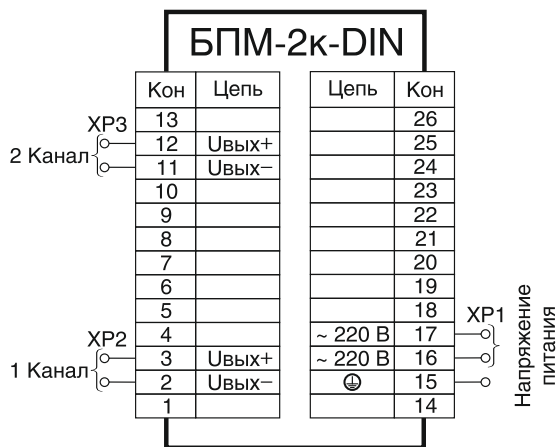 БПМ-2к-DIN
Кон Цепь Цепь Кон
13 26
XP3 12 Uвых+ 25
2 Канал 11 Uвых− 24
10 23
9 22
8 21
7 20
6 19
5 18
XP2 4 ~ 220 В 17 XP1
1 Канал 3 Uвых+ ~ 220 В 16
2 Uвых− 15
1 14
Напряжение
питания